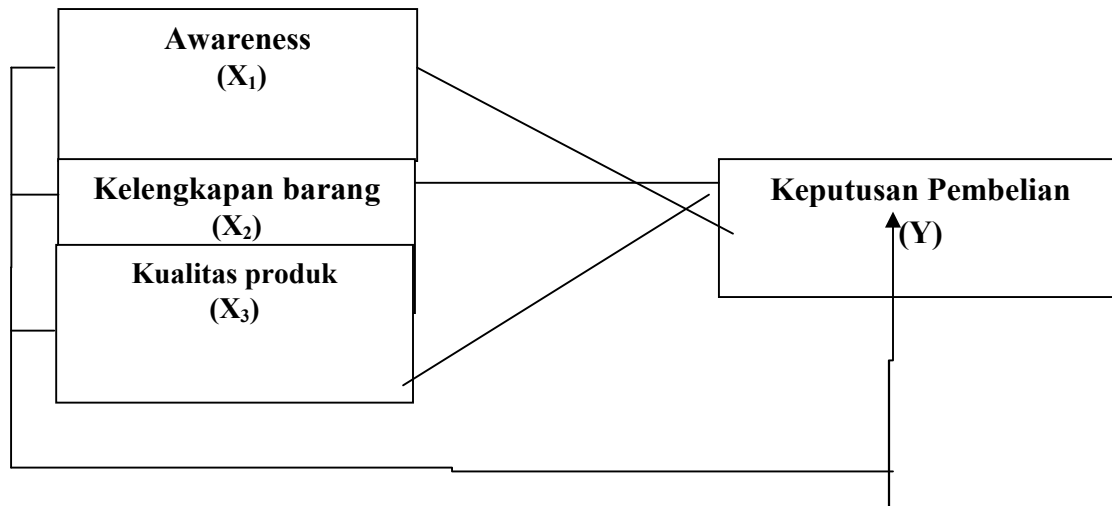 Awareness
(X₁)
Kelengkapan barang
(X₂)
Kualitas produk
(X₃)
Keputusan Pembelian
(Y)